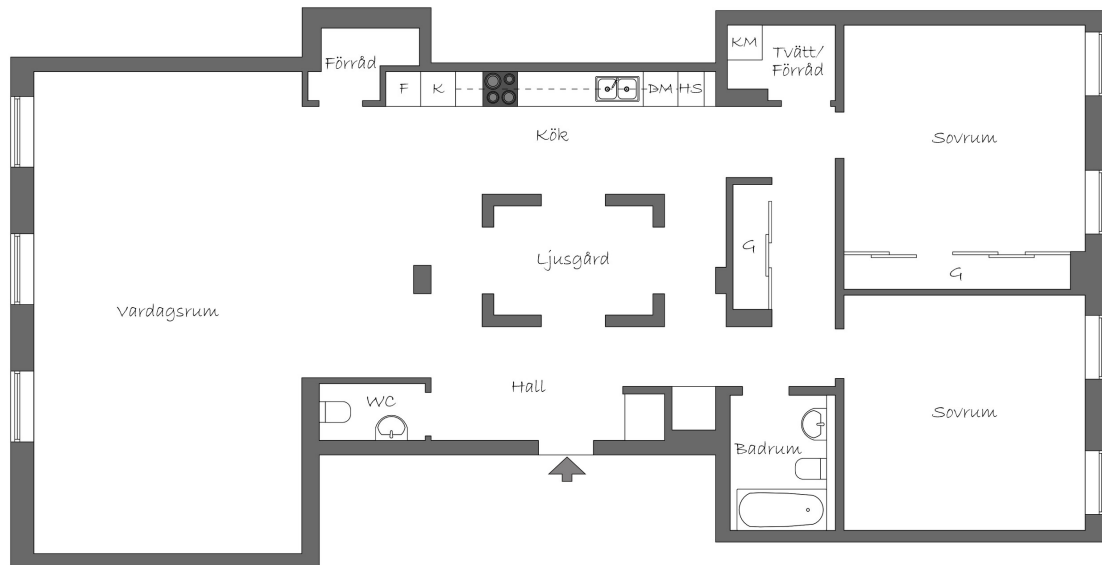 Förråd
KM
Tvätt/
Förråd
F
K
DM
HS
Kök
Sovrum
G
Ljusgård
G
Vardagsrum
Hall
WC
Sovrum
Badrum